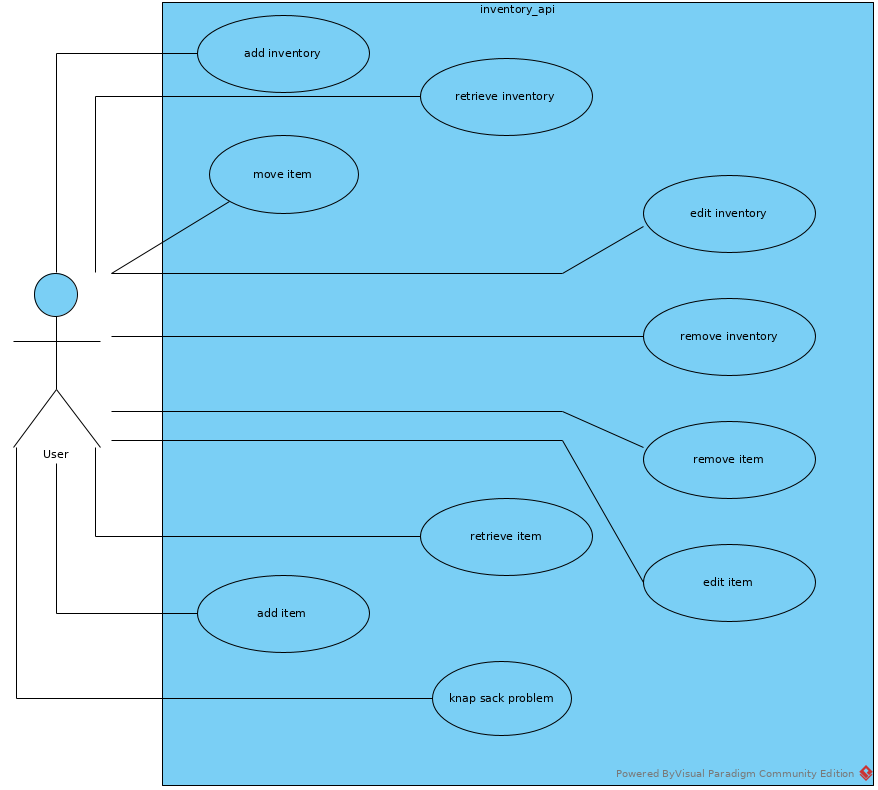 inventory_api
add inventory
retrieve inventory
move item
edit inventory
remove inventory
User
remove item
retrieve item
edit item
add item
knap sack problem
Powered ByVisual Paradigm Community Edition